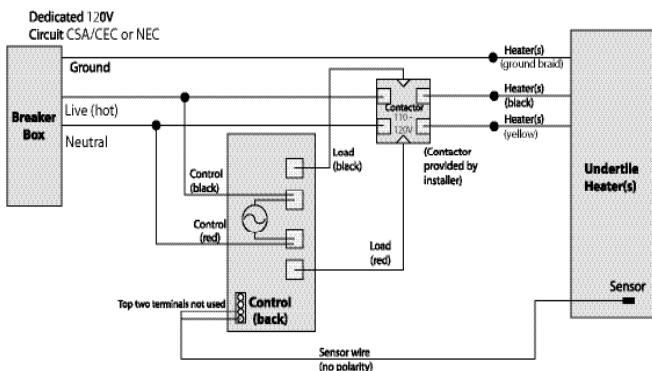 Dedicated 120V
Circuit CSA/CEC or NEC
Ground
Heater(s)
(ground braid)
Breaker
Box
Live (hot)
Neutral
Contactor
110 -
120V
Heater(s)
(black)
Heater(s)
(yellow)
Load
(black)
(Contactor
provided by
installer)
Undertile
Heater(s)
Control
(black)
Control
(red)
Load
(red)
Sensor
Top two terminals not used
Control
(back)
Sensor wire
(no polarity)